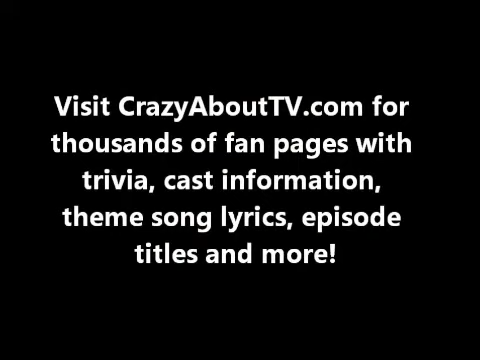 Visit CrazyAboutTV.com for
thousands of fan pages with
trivia, cast information,
theme song lyrics, episode
titles and more!